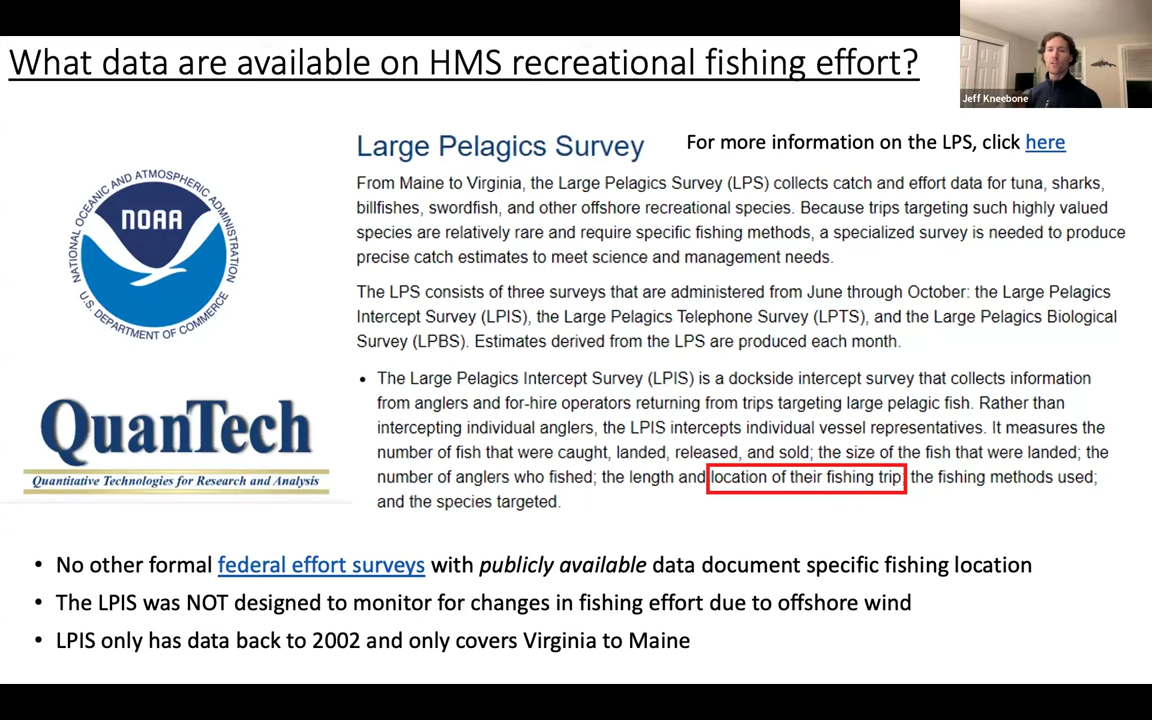 What data are available on HMS recreational fishing effort?
Jeff Kneebone
Large Pelagics Survey
For more information on the LPS, click here
From Maine to Virginia, the Large Pelagics Survey (LPS) collects catch and effort data for tuna, sharks,
billfishes, swordfish, and other offshore recreational species. Because trips targeting such highly valued
species are relatively rare and require specific fishing methods, a specialized survey is needed to produce
precise catch estimates to meet science and management needs.
The LPS consists of three surveys that are administered from June through October: the Large Pelagics
Intercept Survey (LPIS), the Large Pelagics Telephone Survey (LPTS), and the Large Pelagics Biological
Survey (LPBS). Estimates derived from the LPS are produced each month.
• The Large Pelagics Intercept Survey (LPIS) is a dockside intercept survey that collects information
from anglers and for-hire operators returning from trips targeting large pelagic fish. Rather than
intercepting individual anglers, the LPIS intercepts individual vessel representatives. It measures the
number of fish that were caught, landed, released, and sold; the size of the fish that were landed; the
number of anglers who fished; the length and location of their fishing trip; the fishing methods used;
and the species targeted.
NATIONAL OCEANIC AND ATMOSPHERIC ADMINISTRATION
NOAA
U.S. DEPARTMENT OF COMMERCE
QuanTech
Quantitative Technologies for Research and Analysis
• No other formal federal effort surveys with publicly available data document specific fishing location
• The LPIS was NOT designed to monitor for changes in fishing effort due to offshore wind
• LPIS only has data back to 2002 and only covers Virginia to Maine